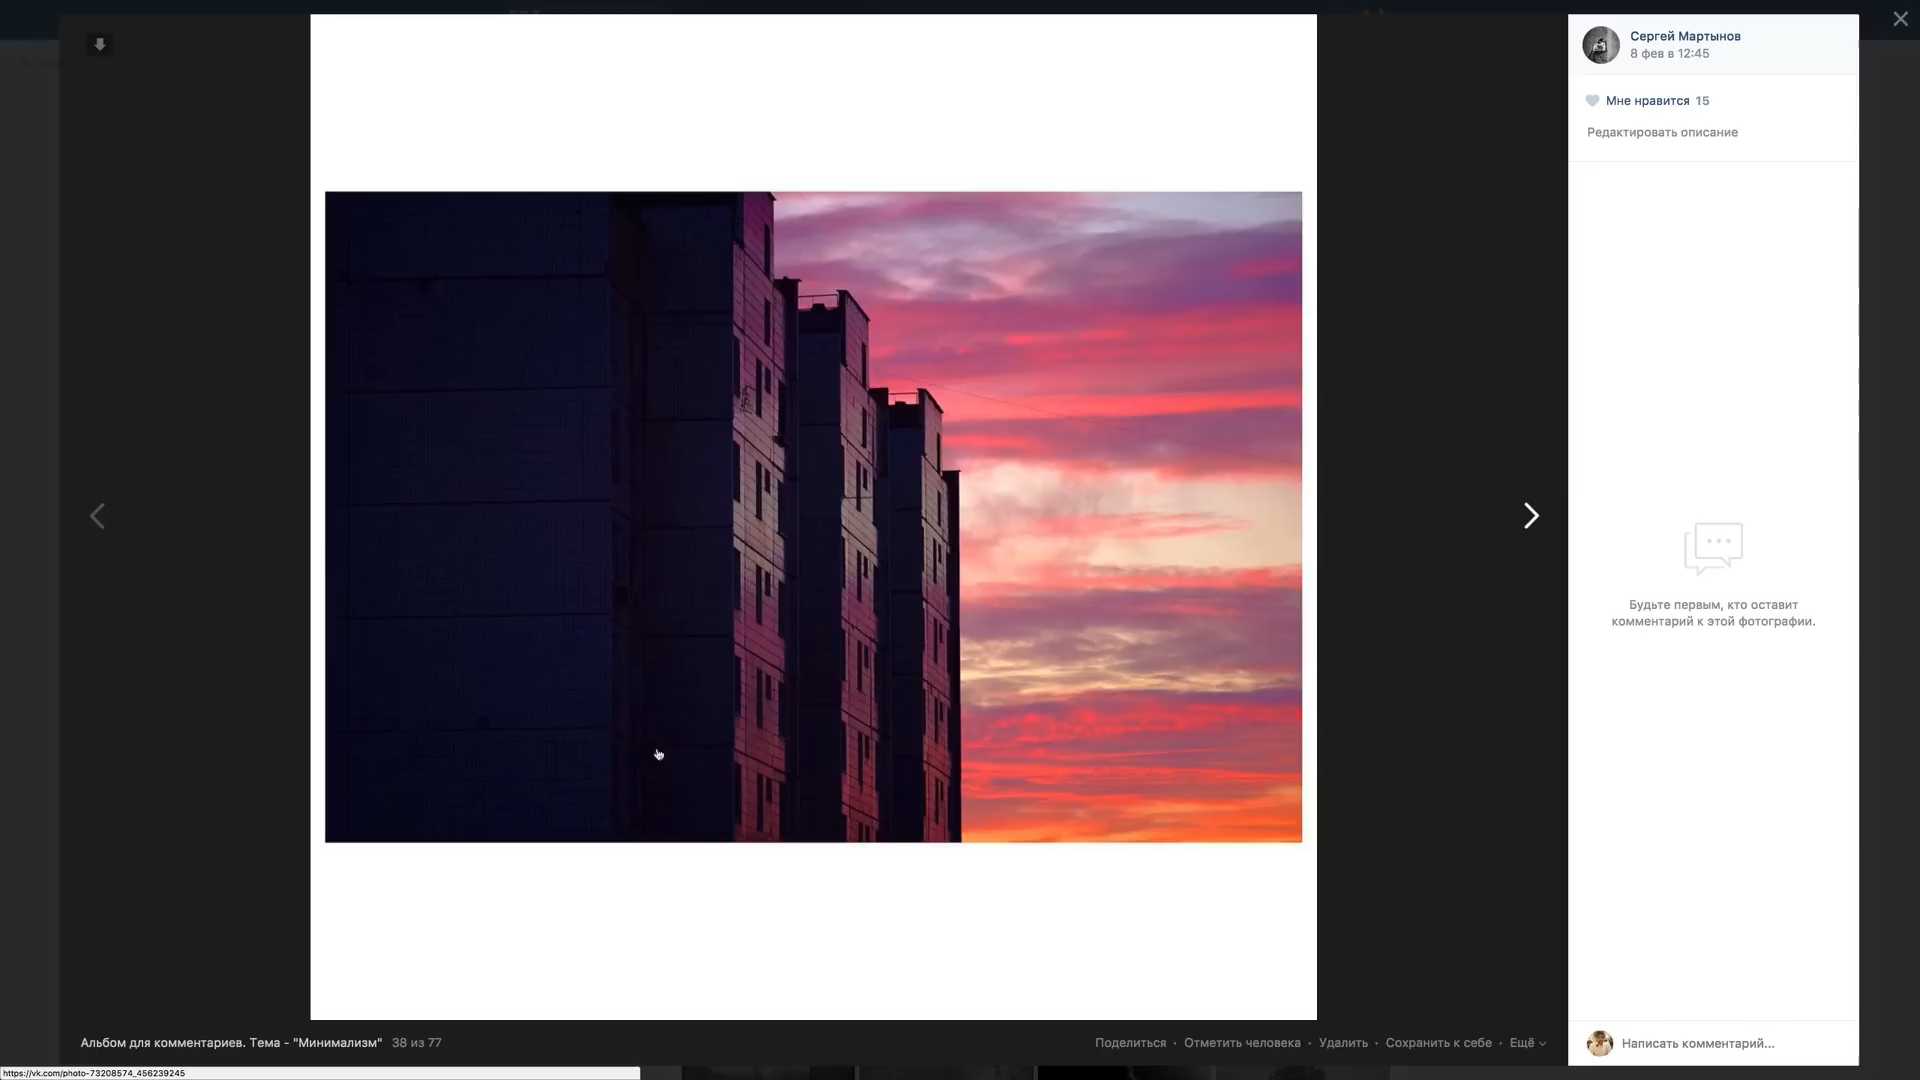 Сергей Мартынов
8 фев в 12:45
Мне нравится 15
Редактировать описание
Будьте первым, кто оставит
комментарий к этой фотографии.
Альбом для комментариев. Тема - "Минимализм" 38 из 77
Поделиться · Отметить человека · Удалить · Сохранить к себе · Ещё
Написать комментарий...
https://vk.com/photo-73208574_456239245